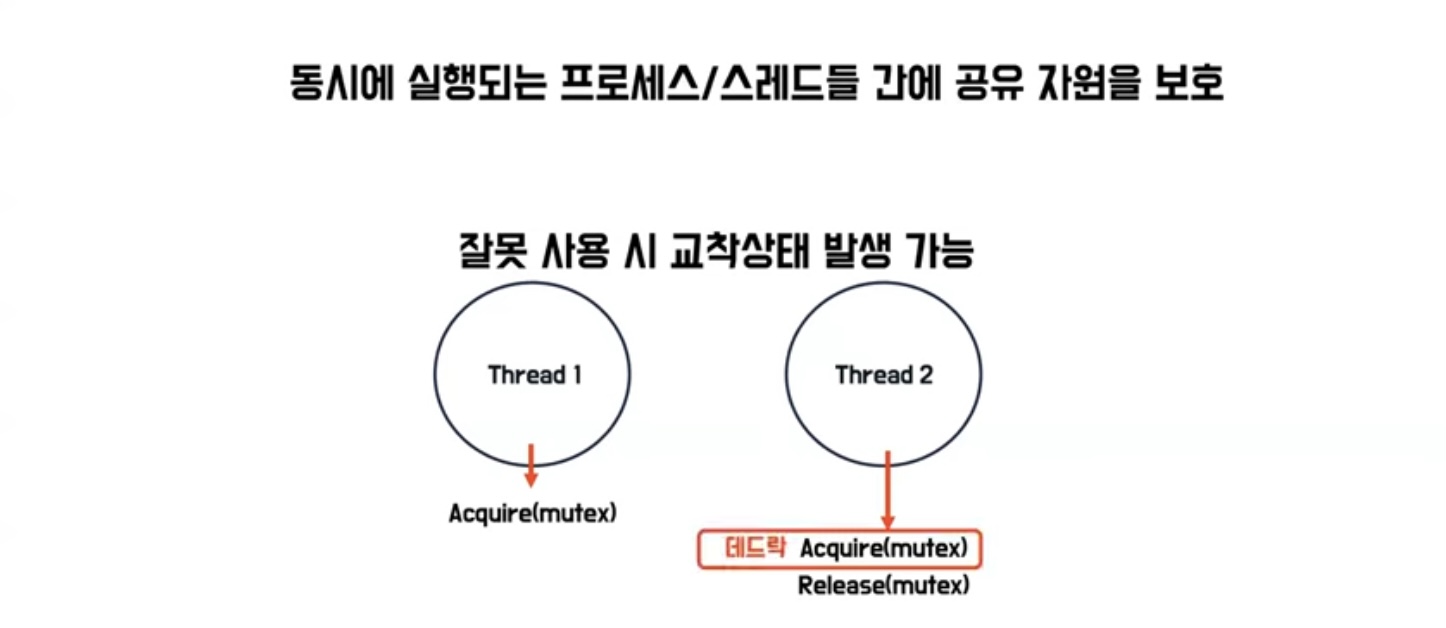 동시에 실행되는 프로세스/스레드들 간에 공유 자원을 보호
잘못 사용 시 교착상태 발생 가능
Thread 1
Thread 2
Acquire(mutex)
데드락 Acquire(mutex)
Release(mutex)